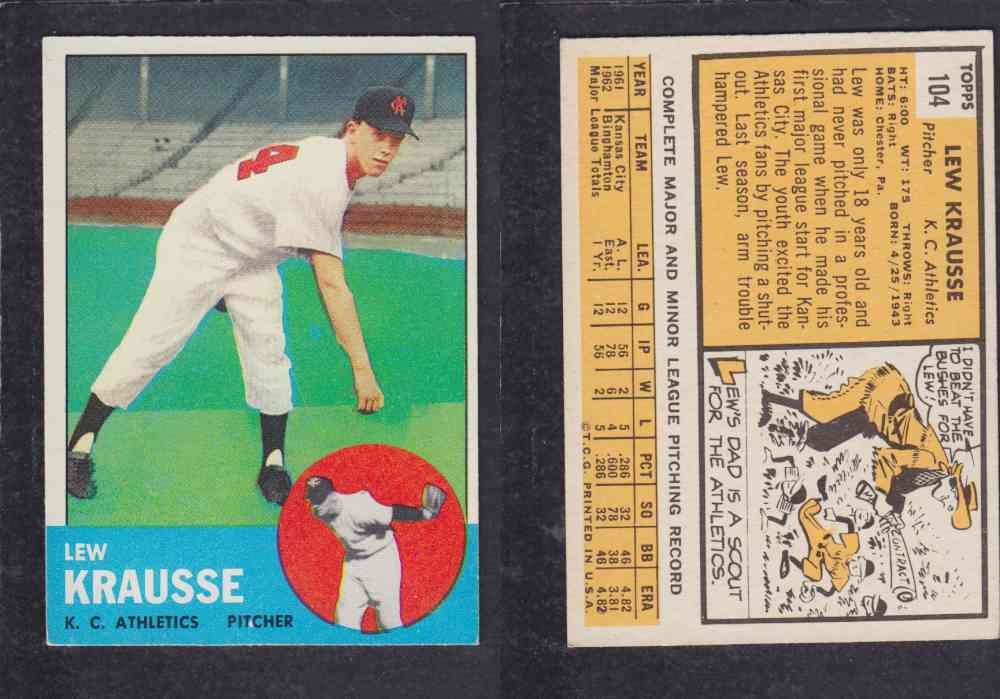 4
KC
LEW
KRAUSSE
K. C. ATHLETICS PITCHER
TOPPS
104
LEW KRAUSSE
Pitcher K. C. Athletics
HT: 6:00 WT: 175 THROWS: Right
BATS: Right BORN: 4/25/1943
HOME: Chester, Pa.
Lew was only 18 years old and
had never pitched in a profes-
sional game when he made his
first major league start for Kan-
sas City. The youth excited the
Athletics fans by pitching a shut-
out. Last season, arm trouble
hampered Lew.
I DIDN'T HAVE
TO BEAT THE
BUSHES FOR
LEW!
CONTRACT
LEW'S DAD IS A SCOUT
FOR THE ATHLETICS.
COMPLETE MAJOR AND MINOR LEAGUE PITCHING RECORD
YEAR TEAM LEA. G IP W L PCT SO BB ERA
1961 Kansas City A. L. 12 56 2 5 .286 32 46 4.82
1962 Binghamton East. 12 78 6 4 .600 78 38 3.81
Major League Totals 1 Yr. 12 56 2 5 .286 32 46 4.82
©T.C.G. PRINTED IN U.S.A.